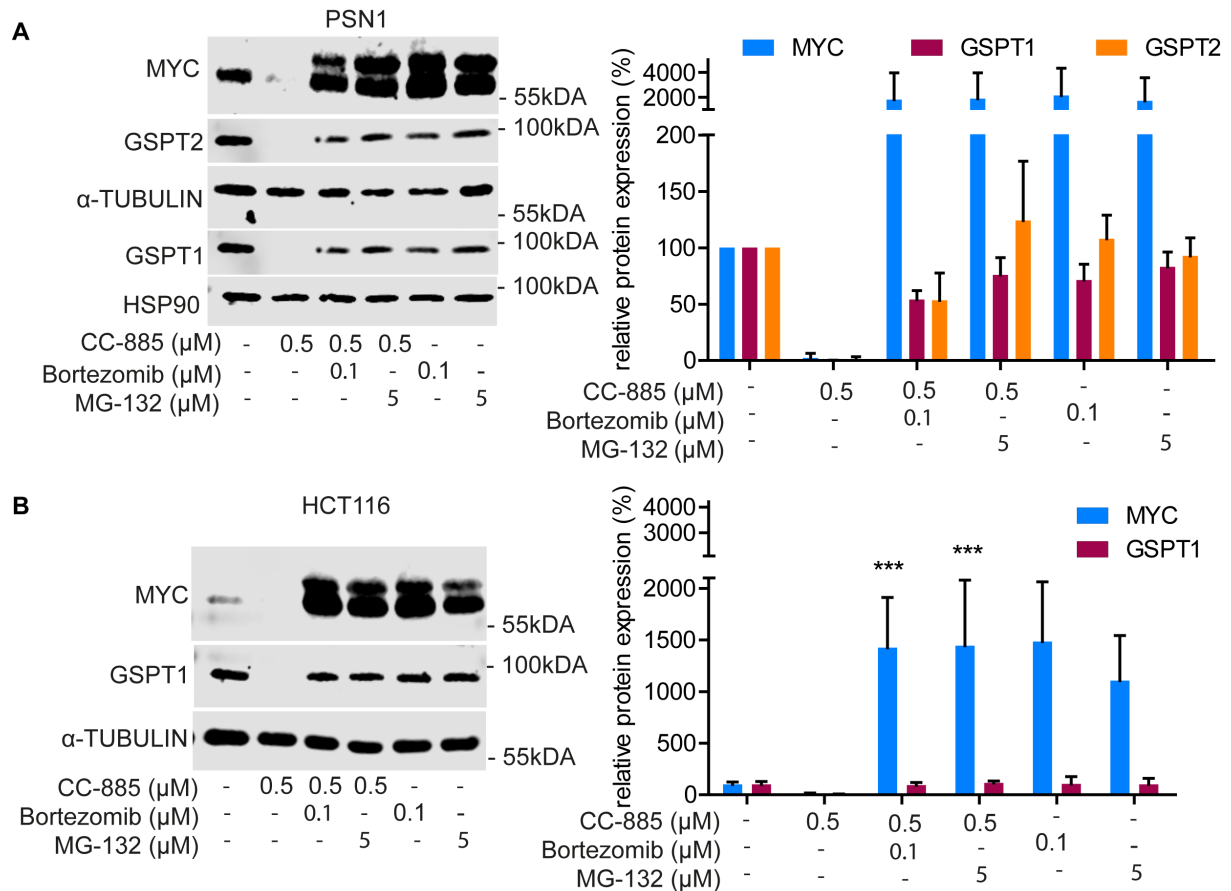 A
PSN1
MYC
55kDA
GSPT2
100kDA
α-TUBULIN
55kDA
GSPT1
100kDA
HSP90
100kDA
CC-885 (μM) - 0.5 0.5 0.5 - -
Bortezomib (μM) - - 0.1 - 0.1 -
MG-132 (μM) - - - 5 - 5
MYC GSPT1 GSPT2
relative protein expression (%)
4000
2000
200
150
100
50
0
CC-885 (μM) - 0.5 0.5 0.5 - -
Bortezomib (μM) - - 0.1 - 0.1 -
MG-132 (μM) - - - 5 - 5
B
HCT116
MYC
55kDA
GSPT1
100kDA
α-TUBULIN
55kDA
CC-885 (μM) - 0.5 0.5 0.5 - -
Bortezomib (μM) - - 0.1 - 0.1 -
MG-132 (μM) - - - 5 - 5
MYC
GSPT1
relative protein expression (%)
4000
3000
2000
1500
1000
500
0
*** ***
CC-885 (μM) - 0.5 0.5 0.5 - -
Bortezomib (μM) - - 0.1 - 0.1 -
MG-132 (μM) - - - 5 - 5